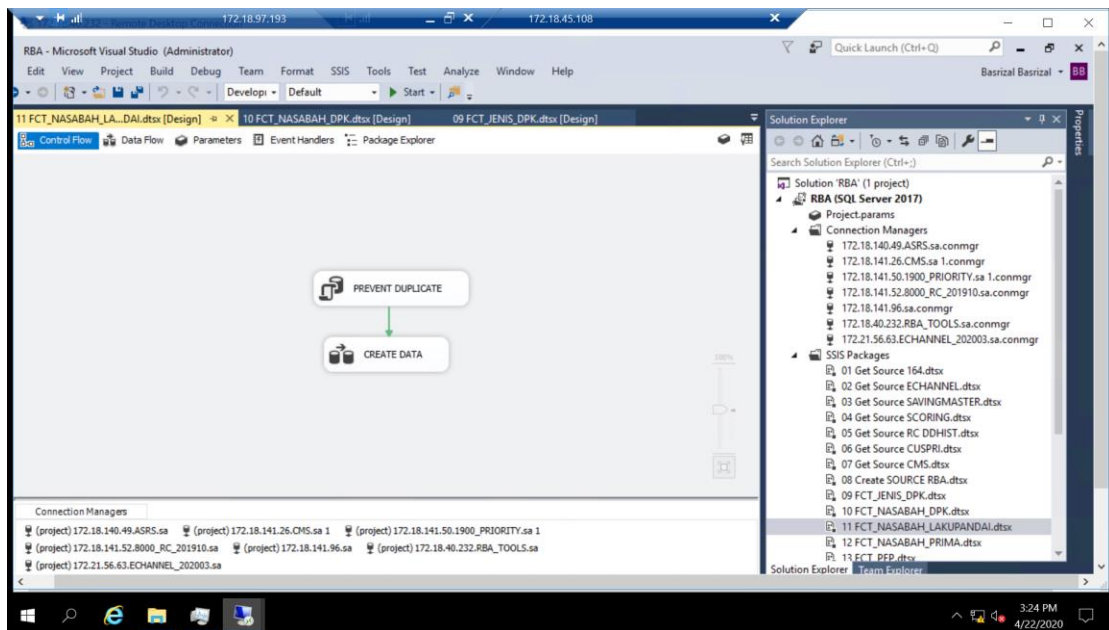 172.18.97.193
172.18.45.108
RBA - Microsoft Visual Studio (Administrator)
Quick Launch (Ctrl+Q)
Edit View Project Build Debug Team Format SSIS Tools Test Analyze Window Help
Basrizal Basrizal
BB
Develop
Default
Start
11 FCT_NASABAH_LA...DAI.dtsx [Design]
10 FCT_NASABAH_DPK.dtsx [Design]
09 FCT_JENIS_DPK.dtsx [Design]
Control Flow
Data Flow
Parameters
Event Handlers
Package Explorer
PREVENT DUPLICATE
CREATE DATA
100%
Connection Managers
(project) 172.18.140.49.ASRS.sa (project) 172.18.141.26.CMS.sa 1 (project) 172.18.141.50.1900_PRIORITY.sa 1
(project) 172.18.141.52.8000_RC_201910.sa (project) 172.18.141.96.sa (project) 172.18.40.232.RBA_TOOLS.sa
(project) 172.21.56.63.ECHANNEL_202003.sa
Solution Explorer
Search Solution Explorer (Ctrl+;)
Solution 'RBA' (1 project)
RBA (SQL Server 2017)
Project.params
Connection Managers
172.18.140.49.ASRS.sa.conmgr
172.18.141.26.CMS.sa 1.conmgr
172.18.141.50.1900_PRIORITY.sa 1.conmgr
172.18.141.52.8000_RC_201910.sa.conmgr
172.18.141.96.sa.conmgr
172.18.40.232.RBA_TOOLS.sa.conmgr
172.21.56.63.ECHANNEL_202003.sa.conmgr
SSIS Packages
01 Get Source 164.dtsx
02 Get Source ECHANNEL.dtsx
03 Get Source SAVINGMASTER.dtsx
04 Get Source SCORING.dtsx
05 Get Source RC DDHIST.dtsx
06 Get Source CUSPRI.dtsx
07 Get Source CMS.dtsx
08 Create SOURCE RBA.dtsx
09 FCT_JENIS_DPK.dtsx
10 FCT_NASABAH_DPK.dtsx
11 FCT_NASABAH_LAKUPANDAI.dtsx
12 FCT_NASABAH_PRIMA.dtsx
13 FCT_PFP.dtsx
Solution Explorer Team Explorer
Properties
3:24 PM
4/22/2020